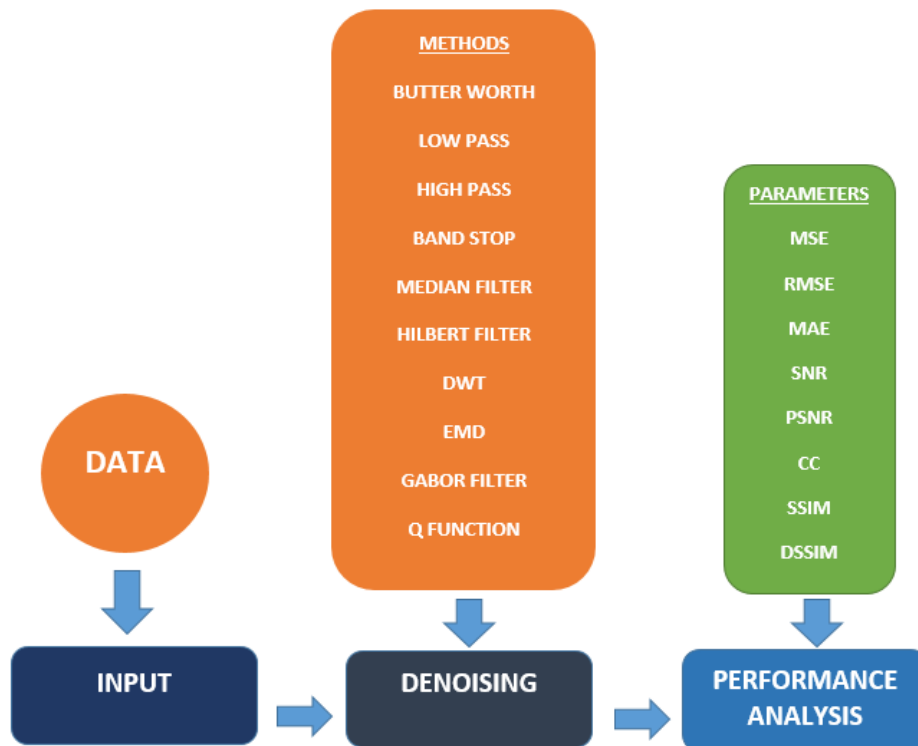 METHODS
BUTTER WORTH
LOW PASS
HIGH PASS
BAND STOP
MEDIAN FILTER
HILBERT FILTER
DWT
EMD
GABOR FILTER
Q FUNCTION
PARAMETERS
MSE
RMSE
MAE
SNR
PSNR
CC
SSIM
DSSIM
DATA
INPUT
DENOISING
PERFORMANCE
ANALYSIS